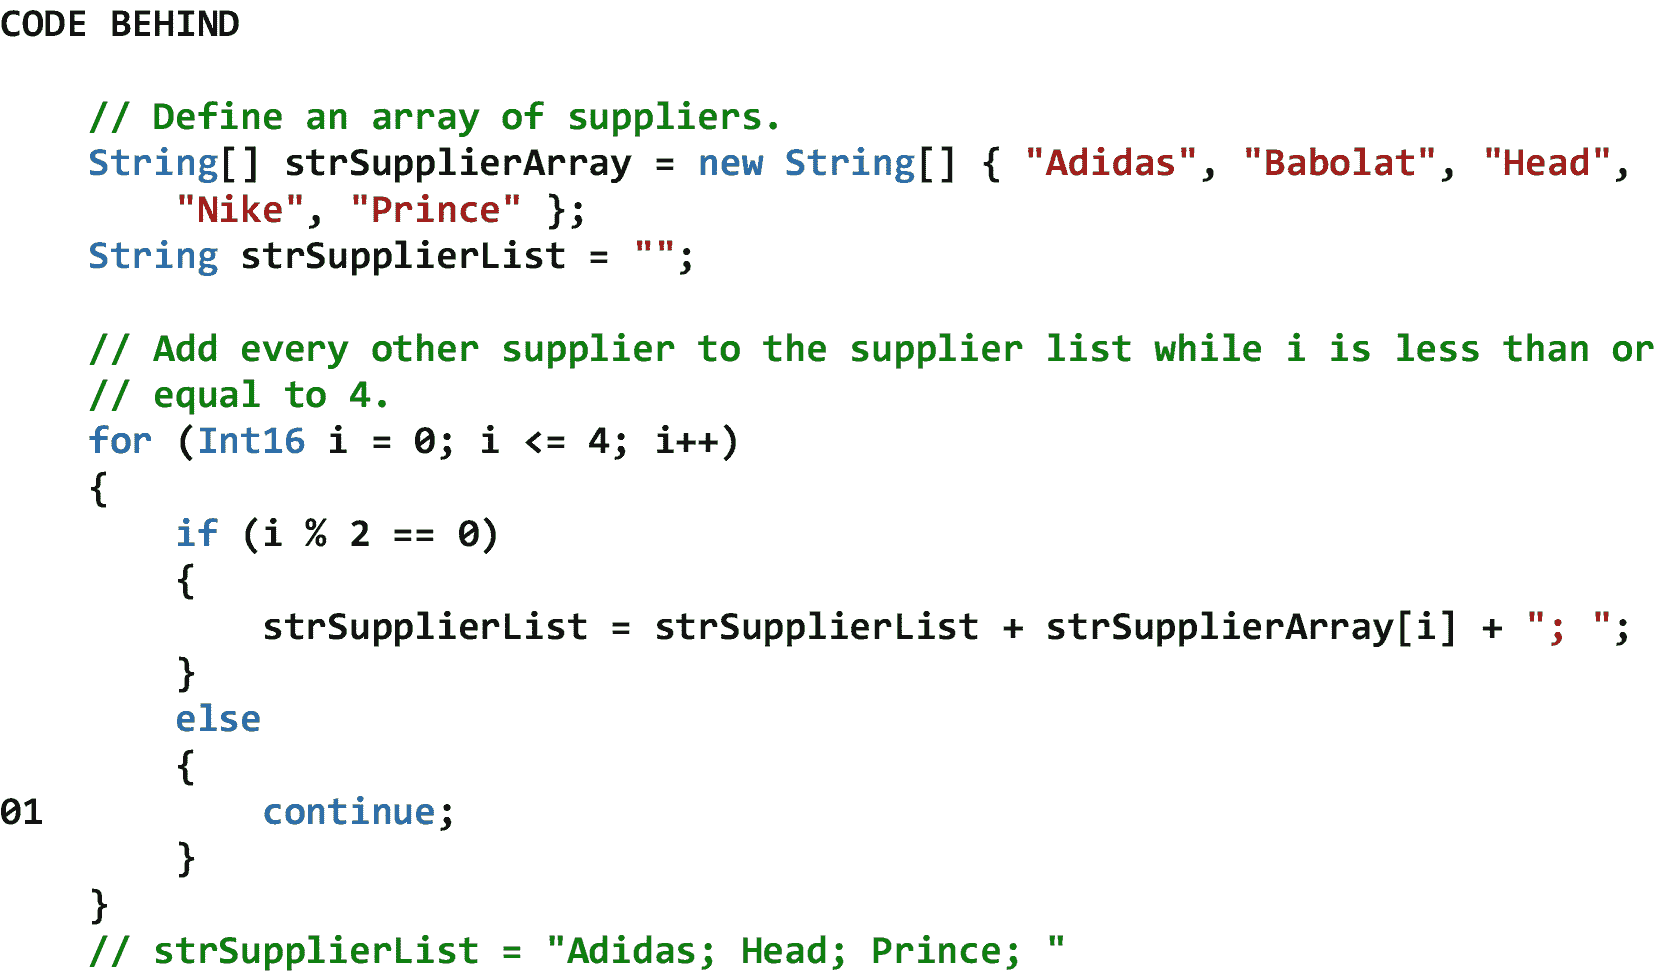 CODE BEHIND
// Define an array of suppliers.
String[] strSupplierArray = new String[] { "Adidas", "Babolat", "Head",
"Nike", "Prince" };
String strSupplierList = "";
// Add every other supplier to the supplier list while i is less than or
// equal to 4.
for (Int16 i = 0; i <= 4; i++)
{
if (i % 2 == 0)
{
strSupplierList = strSupplierList + strSupplierArray[i] + "; ";
}
else
{
01 continue;
}
}
// strSupplierList = "Adidas; Head; Prince; "